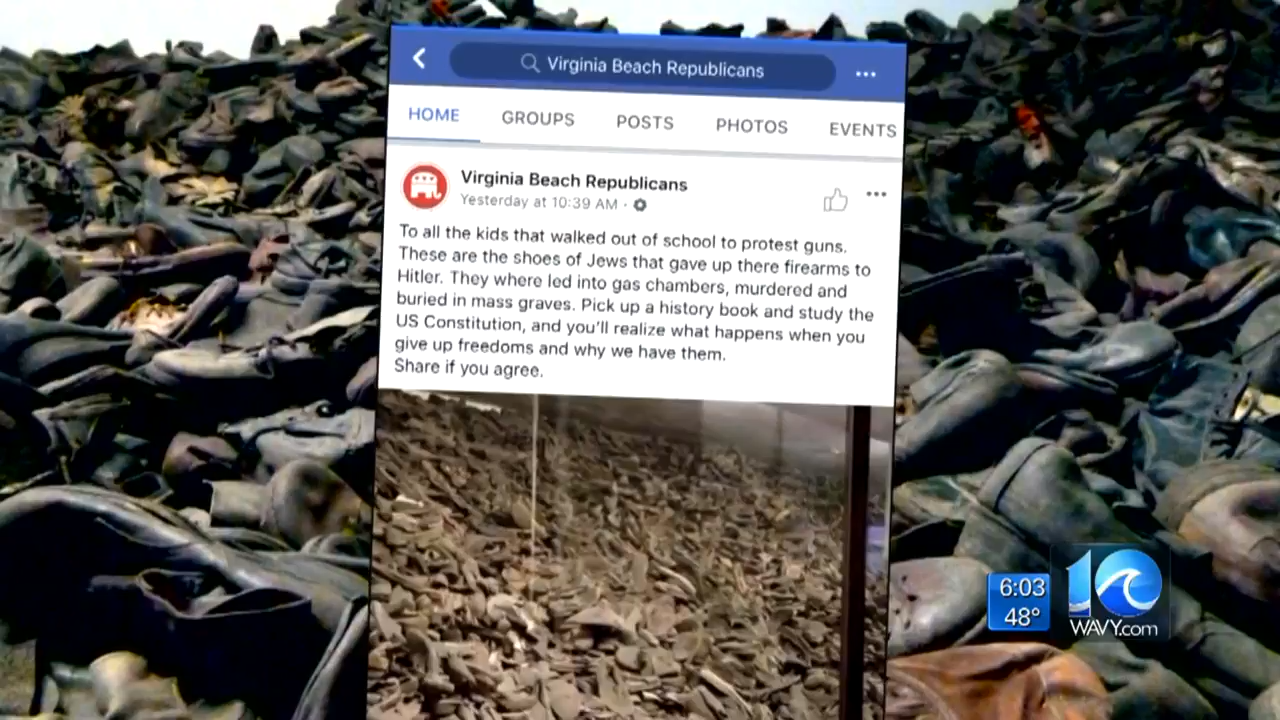 Virginia Beach Republicans
HOME GROUPS POSTS PHOTOS EVENTS
Virginia Beach Republicans
Yesterday at 10:39 AM ·
To all the kids that walked out of school to protest guns.
These are the shoes of Jews that gave up there firearms to
Hitler. They where led into gas chambers, murdered and
buried in mass graves. Pick up a history book and study the
US Constitution, and you'll realize what happens when you
give up freedoms and why we have them.
Share if you agree.
6:03
48°
10
WAVY.com